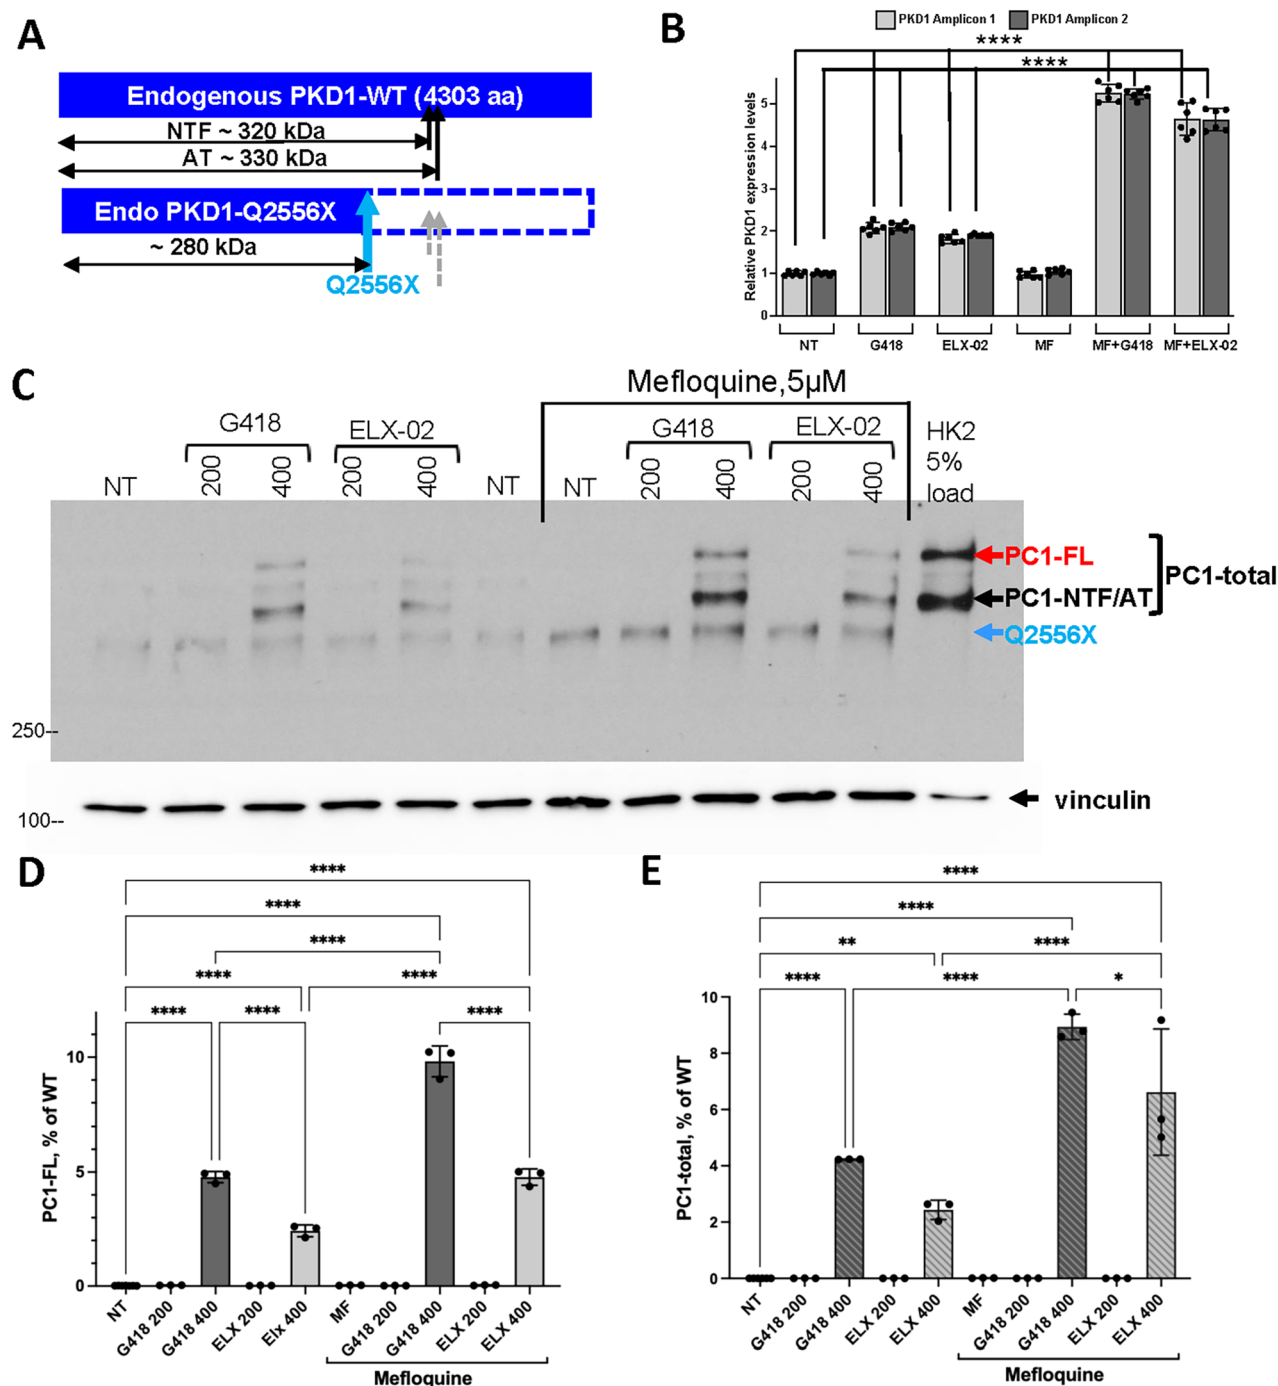 A
Endogenous PKD1-WT (4303 aa)
NTF ~ 320 kDa
AT ~ 330 kDa
Endo PKD1-Q2556X
~ 280 kDa
Q2556X
B
PKD1 Amplicon 1
PKD1 Amplicon 2
****
****
Relative PKD1 expression levels
5
4
3
2
1
0
NT
G418
ELX-02
MF
MF+G418
MF+ELX-02
C
Mefloquine,5µM
G418
ELX-02
G418
ELX-02
HK2
5%
load
NT
200
400
200
400
NT
NT
200
400
200
400
PC1-FL
PC1-NTF/AT
PC1-total
Q2556X
250--
100--
vinculin
D
****
****
****
****
****
****
****
****
PC1-FL, % of WT
10
5
0
NT
G418 200
G418 400
ELX 200
Elx 400
MF
G418 200
G418 400
ELX 200
ELX 400
Mefloquine
E
****
****
**
****
****
****
*
PC1-total, % of WT
10
8
6
4
2
0
NT
G418 200
G418 400
ELX 200
ELX 400
MF
G418 200
G418 400
ELX 200
ELX 400
Mefloquine